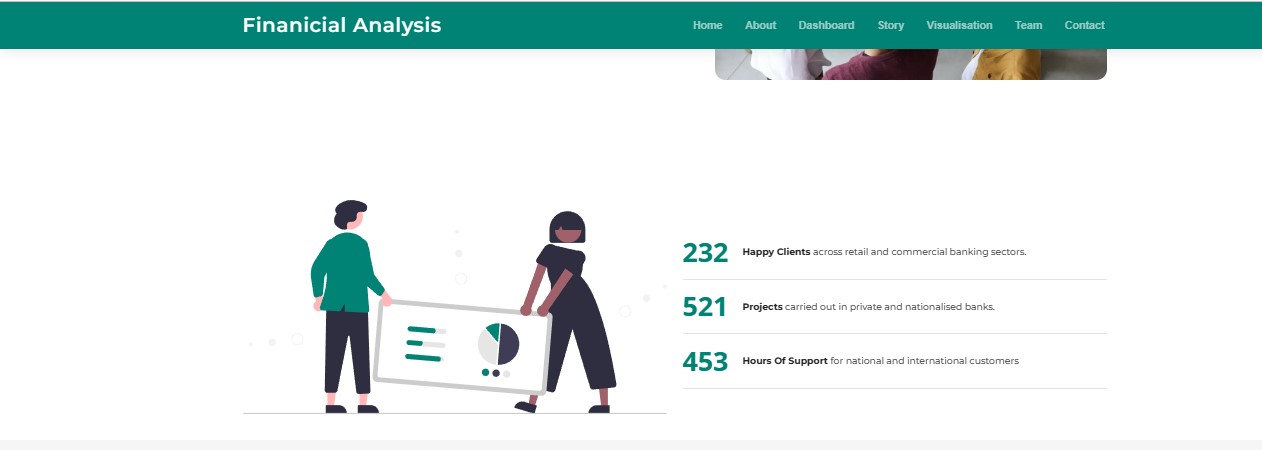 Finanicial Analysis
Home About Dashboard Story Visualisation Team Contact
232 Happy Clients across retail and commercial banking sectors.
521 Projects carried out in private and nationalised banks.
453 Hours Of Support for national and international customers